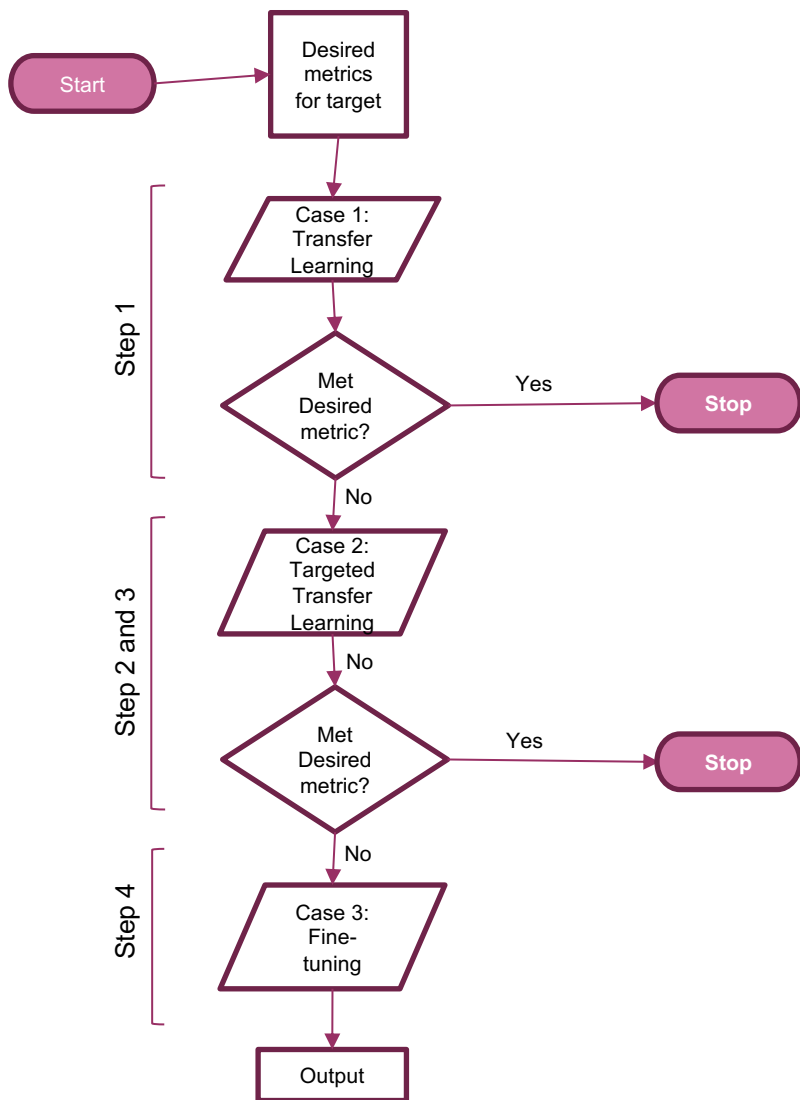 Start
Desired
metrics
for target
Step 1
Case 1:
Transfer
Learning
Met
Desired
metric?
Yes
Stop
No
Step 2 and 3
Case 2:
Targeted
Transfer
Learning
No
Met
Desired
metric?
Yes
Stop
No
Step 4
Case 3:
Fine-
tuning
Output